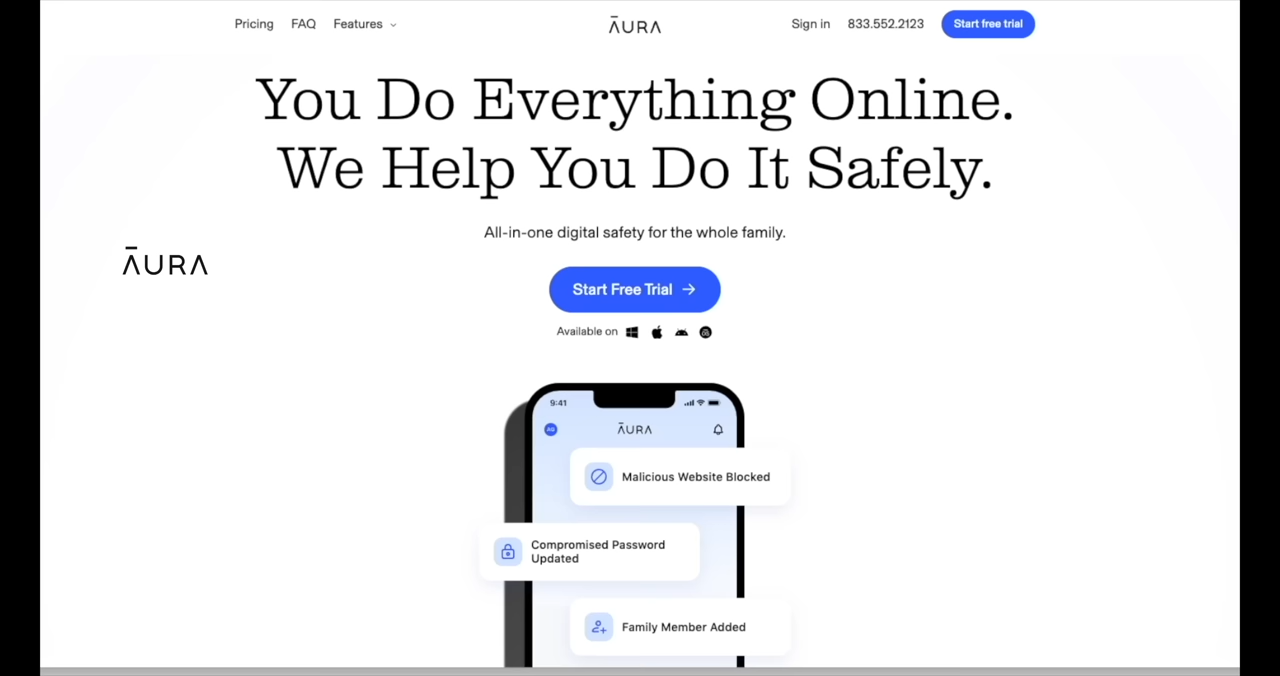 Pricing FAQ Features ĀURA Sign in 833.552.2123 Start free trial
You Do Everything Online.
We Help You Do It Safely.
All-in-one digital safety for the whole family.
ĀURA
Start Free Trial →
Available on
9:41
AG ĀURA
Malicious Website Blocked
Compromised Password
Updated
Family Member Added